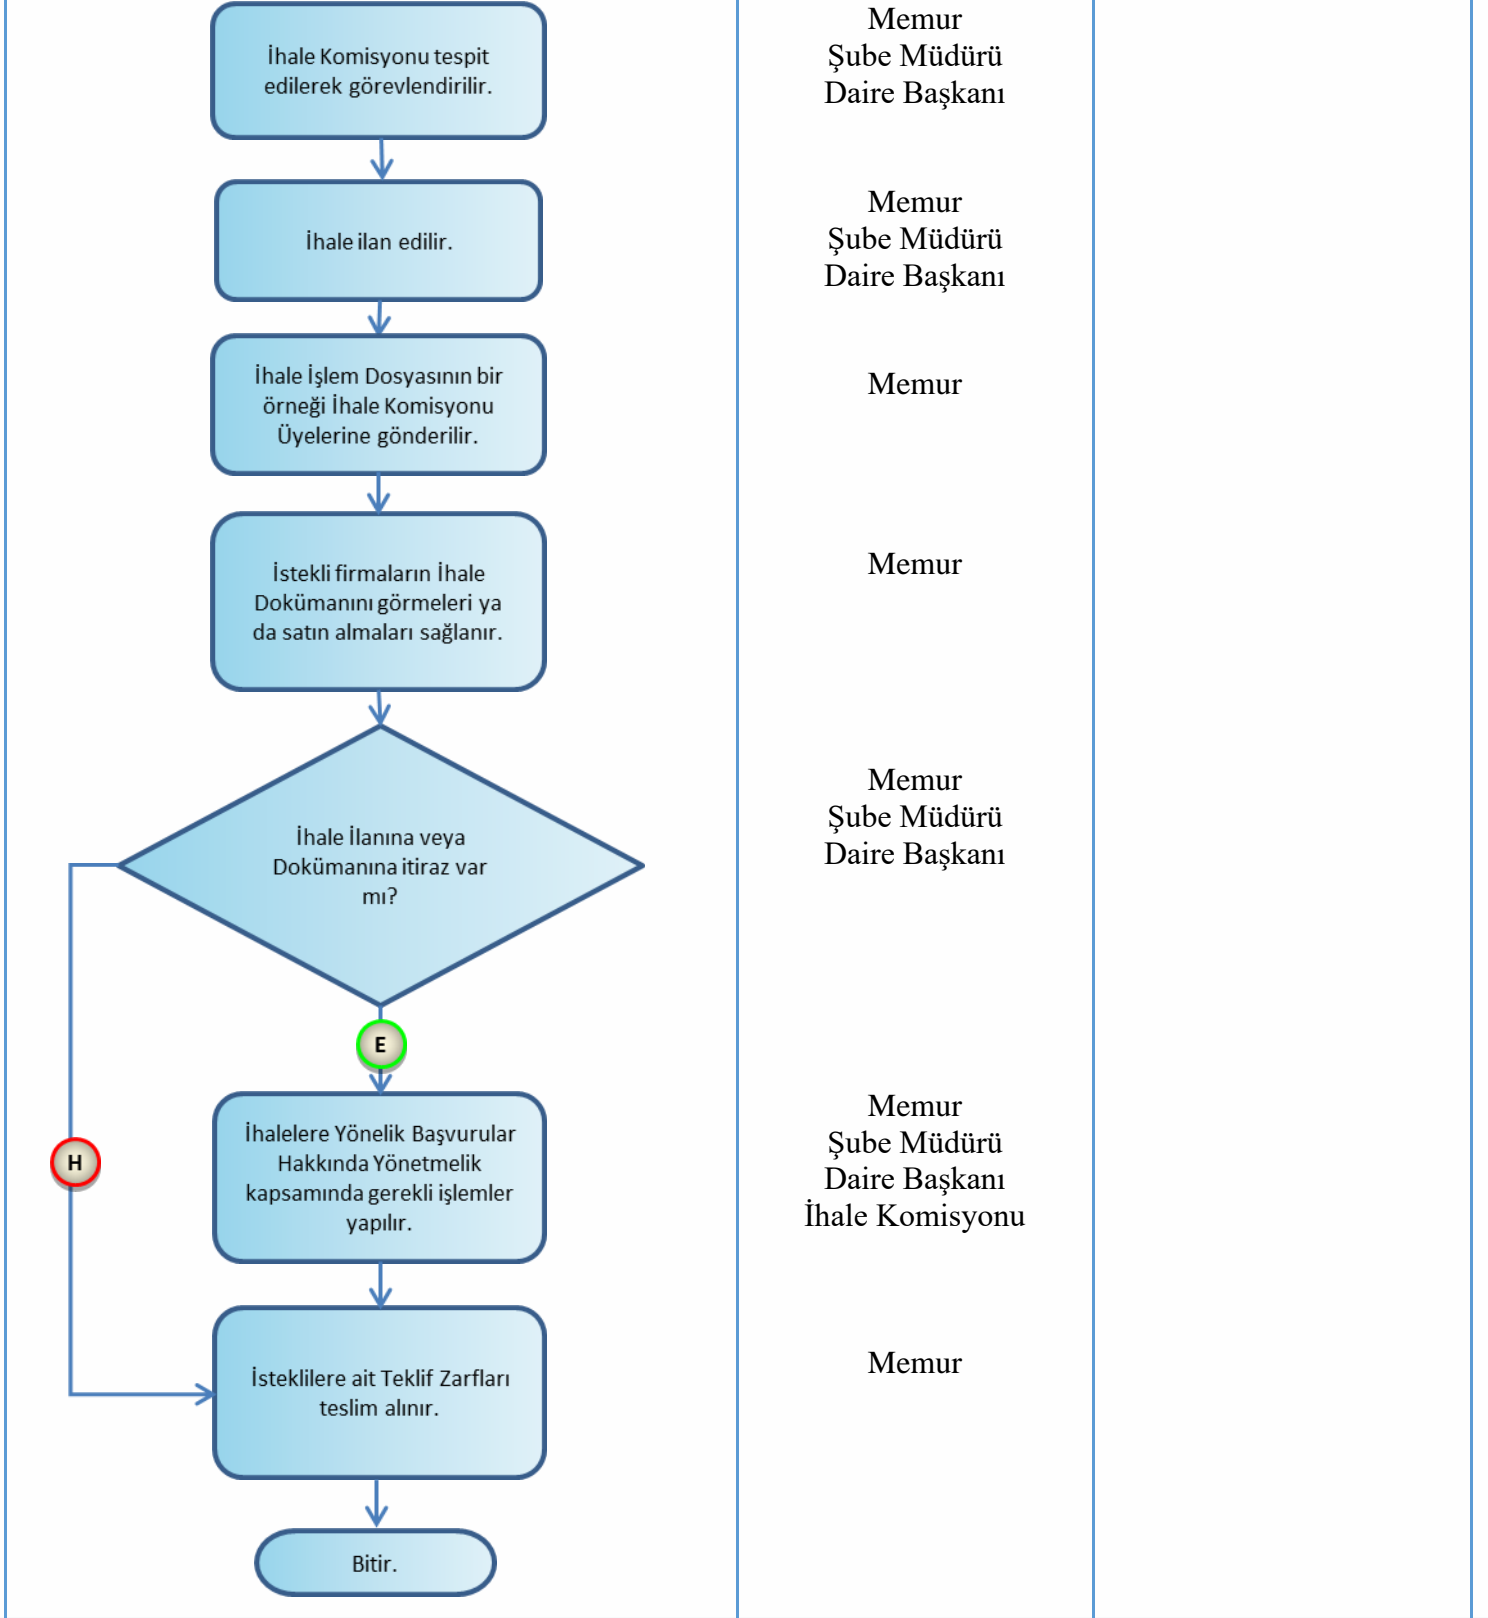 İhale Komisyonu tespit
edilerek görevlendirilir.
Memur
Şube Müdürü
Daire Başkanı
İhale ilan edilir.
Memur
Şube Müdürü
Daire Başkanı
İhale İşlem Dosyasının bir
örneği İhale Komisyonu
Üyelerine gönderilir.
Memur
İstekli firmaların İhale
Dokümanını görmeleri ya
da satın almaları sağlanır.
Memur
İhale İlanına veya
Dokümanına itiraz var
mı?
Memur
Şube Müdürü
Daire Başkanı
E
H
İhalelere Yönelik Başvurular
Hakkında Yönetmelik
kapsamında gerekli işlemler
yapılır.
Memur
Şube Müdürü
Daire Başkanı
İhale Komisyonu
İsteklilere ait Teklif Zarfları
teslim alınır.
Memur
Bitir.